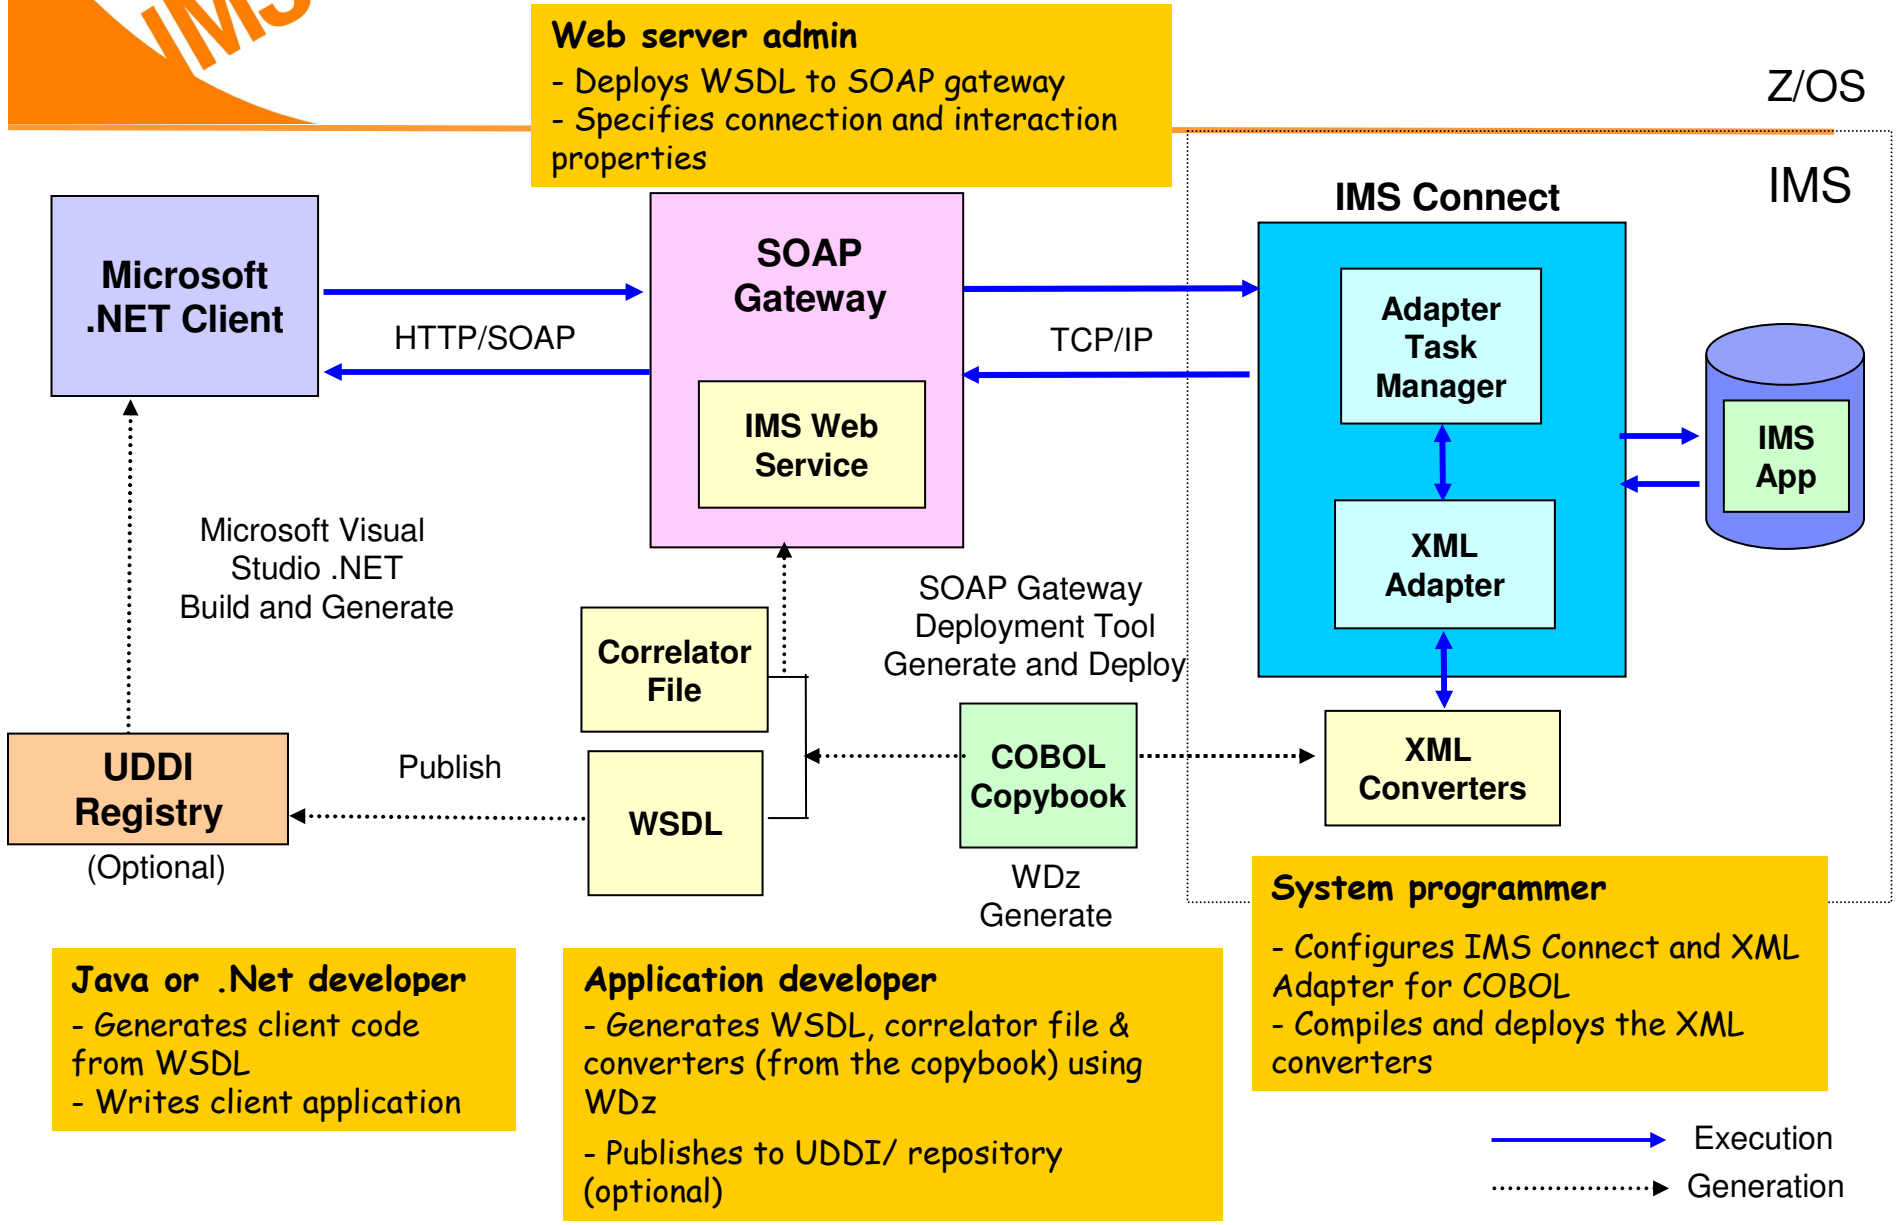 IMS
Web server admin
- Deploys WSDL to SOAP gateway
- Specifies connection and interaction
properties
Z/OS
IMS
IMS Connect
Microsoft
.NET Client
HTTP/SOAP
SOAP
Gateway
IMS Web
Service
TCP/IP
Adapter
Task
Manager
XML
Adapter
IMS
App
Microsoft Visual
Studio .NET
Build and Generate
Correlator
File
SOAP Gateway
Deployment Tool
Generate and Deploy
UDDI
Registry
(Optional)
Publish
WSDL
COBOL
Copybook
WDz
Generate
XML
Converters
System programmer
- Configures IMS Connect and XML
Adapter for COBOL
- Compiles and deploys the XML
converters
Java or .Net developer
- Generates client code
from WSDL
- Writes client application
Application developer
- Generates WSDL, correlator file &
converters (from the copybook) using
WDz
- Publishes to UDDI/ repository
(optional)
Execution
Generation